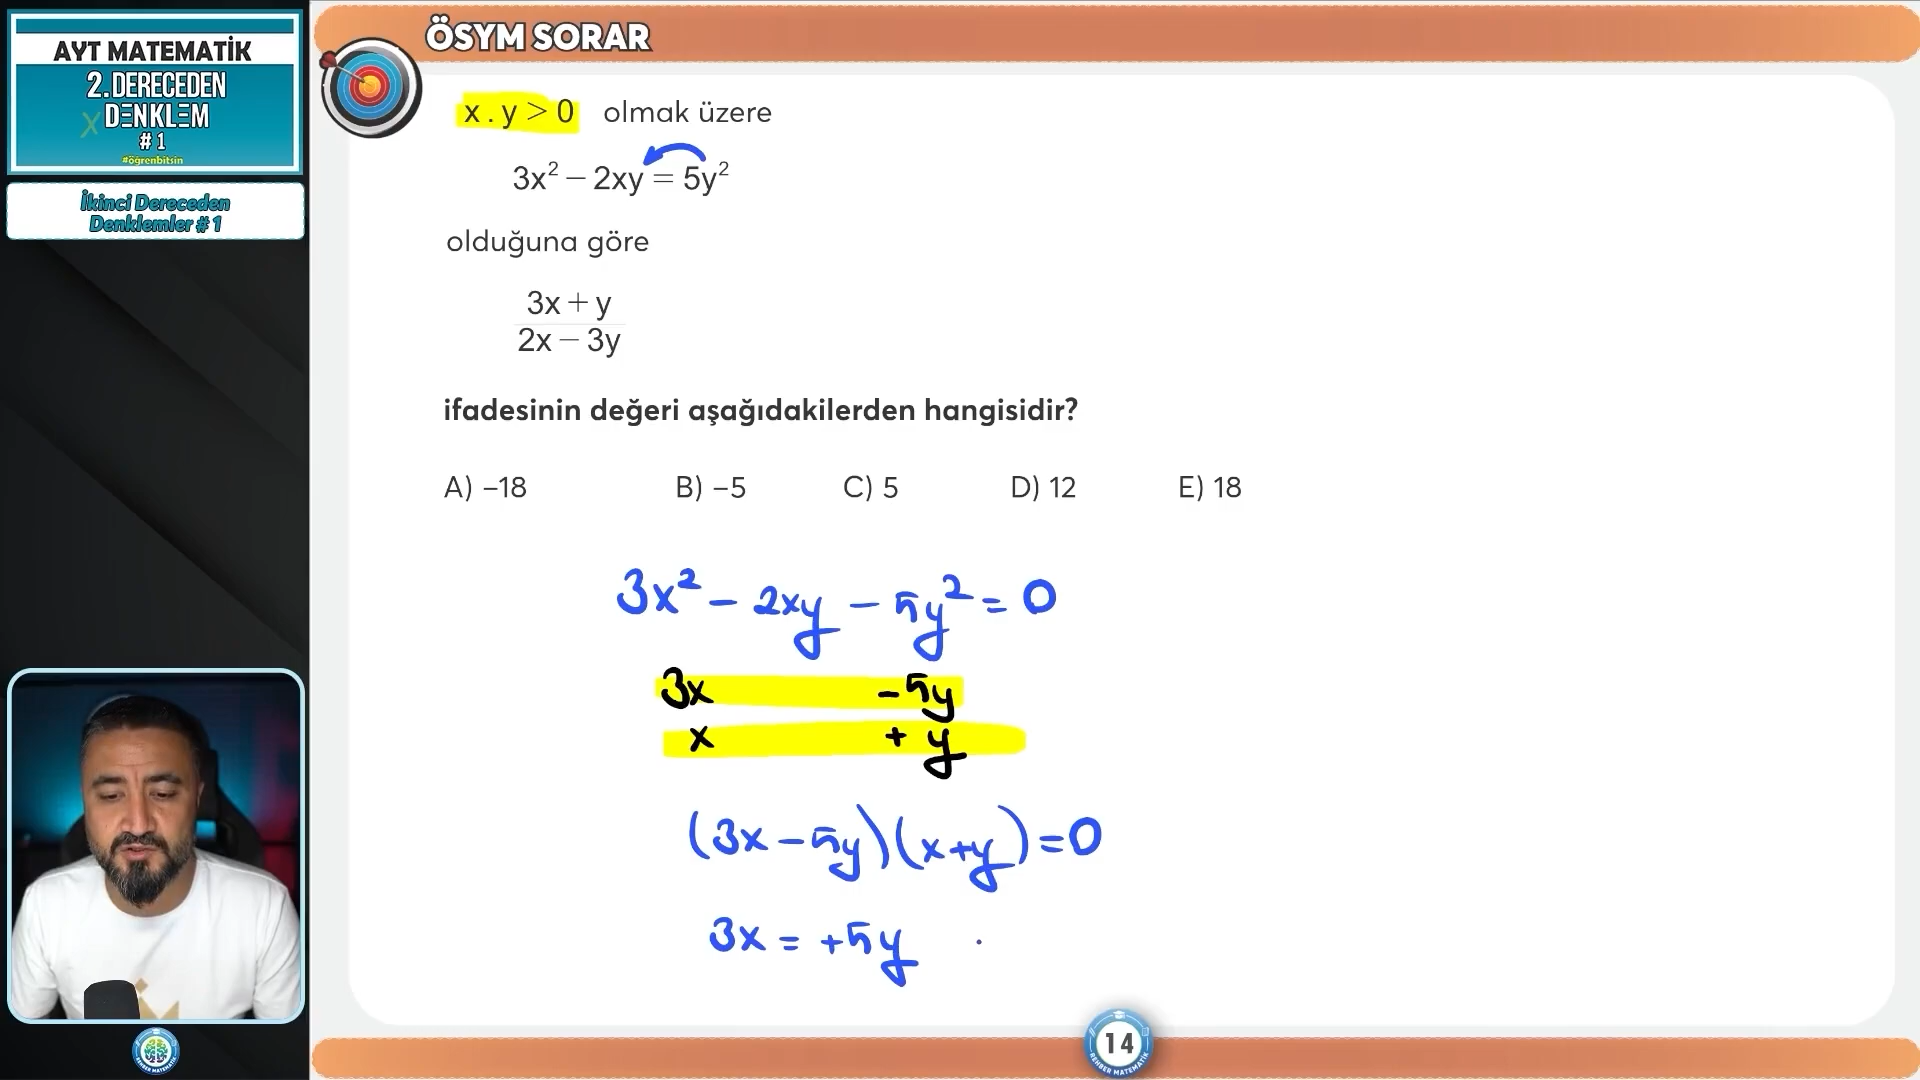 AYT MATEMATİK
2. DERECEDEN
DENKLEM
# 1
#öğrenbitsin
İkinci Dereceden
Denklemler # 1
ÖSYM SORAR
x . y > 0 olmak üzere
3x² − 2xy = 5y²
olduğuna göre
3x + y
2x − 3y
ifadesinin değeri aşağıdakilerden hangisidir?
A) –18 B) –5 C) 5 D) 12 E) 18
3x² − 2xy − 5y² = 0
3x − 5y
x + y
(3x − 5y)(x + y) = 0
3x = +5y
14
REHBER MATEMATİK